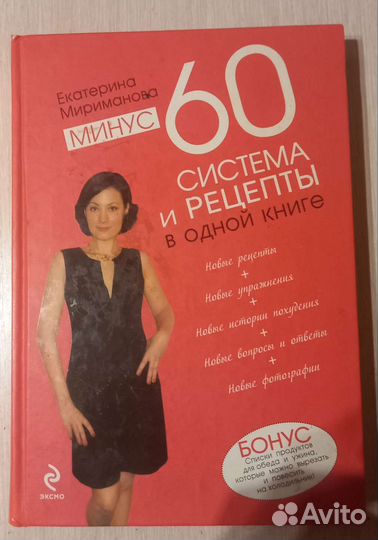 Екатерина
Мириманова
МИНУС
60
СИСТЕМА
И РЕЦЕПТЫ
В ОДНОЙ КНИГЕ
Новые рецепты
+
Новые упражнения
+
Новые истории похудения
+
Новые вопросы и ответы
+
Новые фотографии
БОНУС
Списки продуктов
для обеда и ужина,
которые можно вырезать
и повесить
на холодильник!
ЭКСМО
Avito